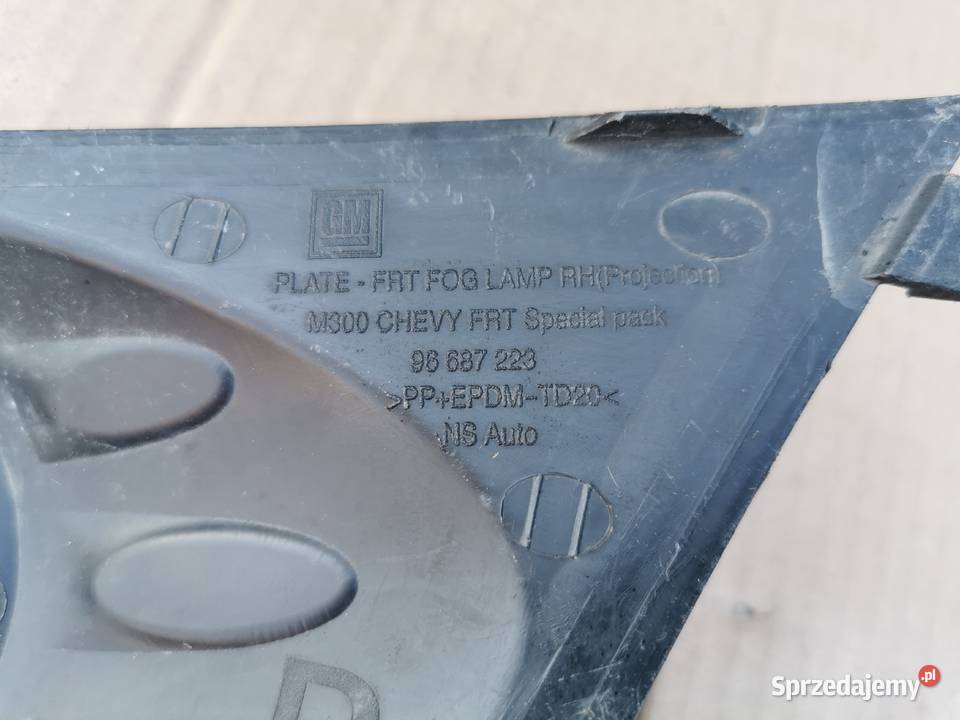 GM
PLATE - FRT FOG LAMP RH(Projection)
M300 CHEVY FRT Special pack
96 687 223
>PP+EPDM-TD20<
NS Auto
Sprzedajemy.pl